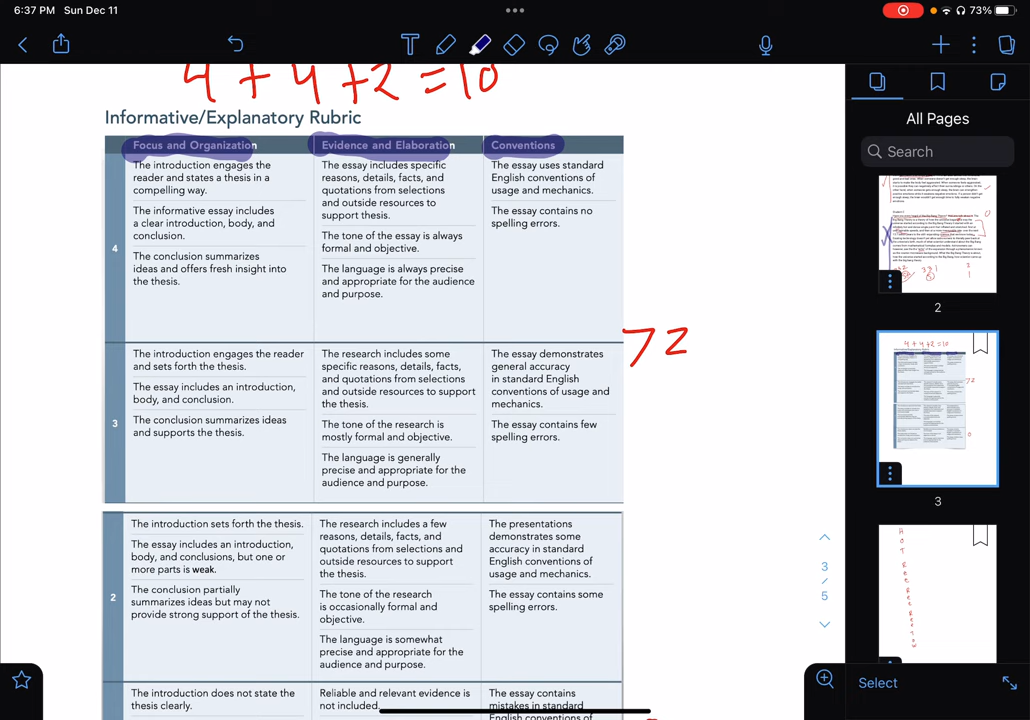 6:37 PM Sun Dec 11
73%
4 + 4 + 2 = 10
Informative/Explanatory Rubric
Focus and Organization
Evidence and Elaboration
Conventions
4
The introduction engages the
reader and states a thesis in a
compelling way.
The informative essay includes
a clear introduction, body, and
conclusion.
The conclusion summarizes
ideas and offers fresh insight into
the thesis.
The essay includes specific
reasons, details, facts, and
quotations from selections
and outside resources to
support thesis.
The tone of the essay is always
formal and objective.
The language is always precise
and appropriate for the audience
and purpose.
The essay uses standard
English conventions of
usage and mechanics.
The essay contains no
spelling errors.
72
3
The introduction engages the reader
and sets forth the thesis.
The essay includes an introduction,
body, and conclusion.
The conclusion summarizes ideas
and supports the thesis.
The research includes some
specific reasons, details, facts,
and quotations from selections
and outside resources to support
the thesis.
The tone of the research is
mostly formal and objective.
The language is generally
precise and appropriate for the
audience and purpose.
The essay demonstrates
general accuracy
in standard English
conventions of usage and
mechanics.
The essay contains few
spelling errors.
2
The introduction sets forth the thesis.
The essay includes an introduction,
body, and conclusions, but one or
more parts is weak.
The conclusion partially
summarizes ideas but may not
provide strong support of the thesis.
The research includes a few
reasons, details, facts, and
quotations from selections and
outside resources to support
the thesis.
The tone of the research
is occasionally formal and
objective.
The language is somewhat
precise and appropriate for the
audience and purpose.
The presentations
demonstrates some
accuracy in standard
English conventions of
usage and mechanics.
The essay contains some
spelling errors.
The introduction does not state the
thesis clearly.
Reliable and relevant evidence is
not included.
The essay contains
mistakes in standard
English conventions of
All Pages
Search
2
3
3
/
5
Select